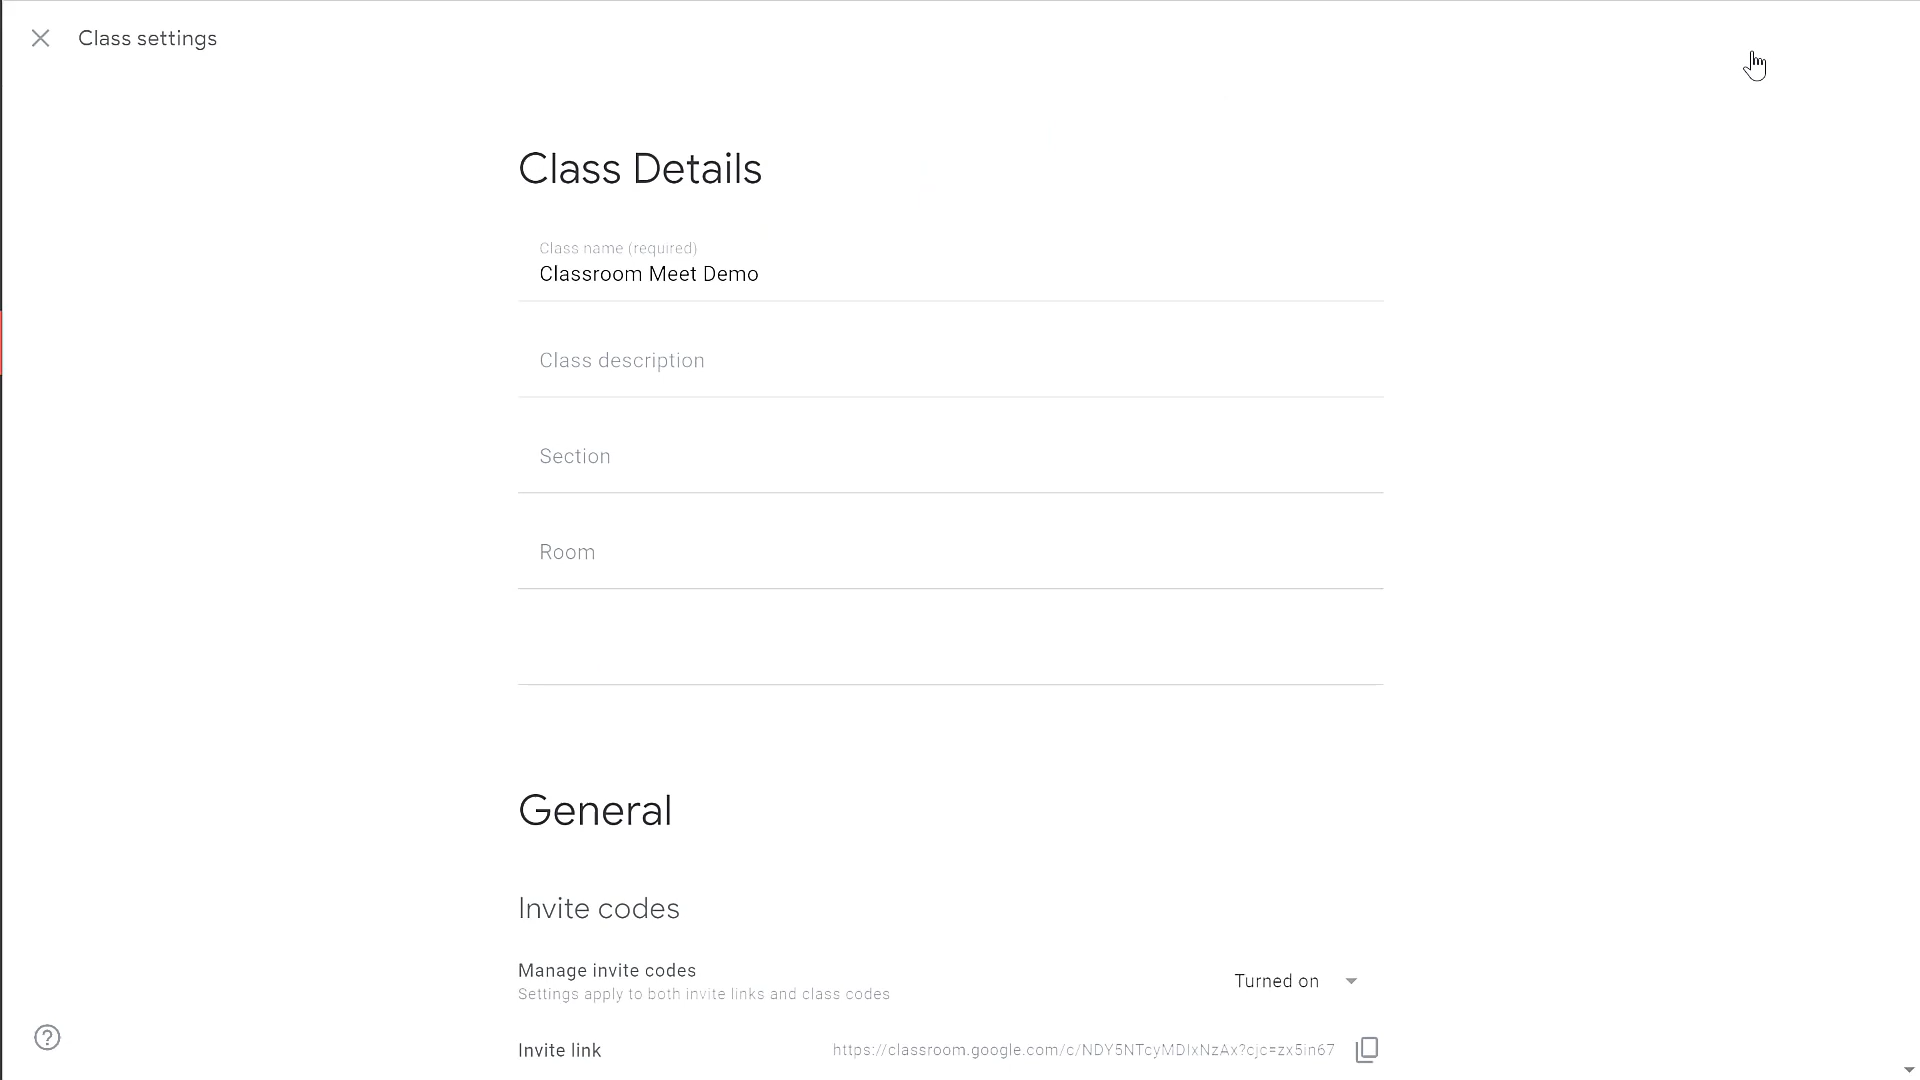 Class settings
Class Details
Class name (required)
Classroom Meet Demo
Class description
Section
Room
General
Invite codes
Manage invite codes
Settings apply to both invite links and class codes
Turned on
Invite link
https://classroom.google.com/c/NDY5NTcyMDIxNzAx?cjc=zx5in67